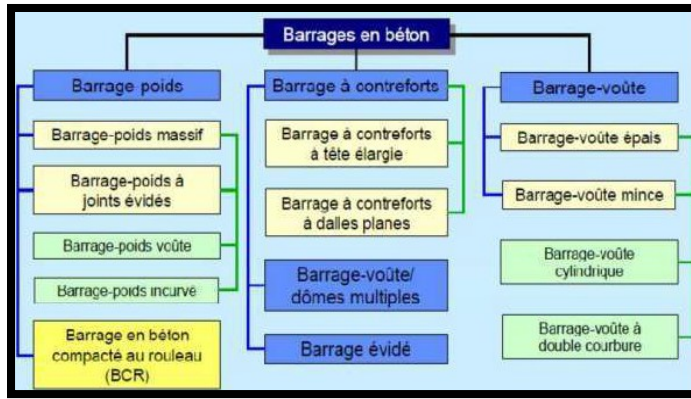 Barrages en béton
Barrage poids
Barrage-poids massif
Barrage-poids à
joints évidés
Barrage-poids voûte
Barrage-poids incurvé
Barrage en béton
compacté au rouleau
(BCR)
Barrage à contreforts
Barrage à contreforts
à tête élargie
Barrage à contreforts
à dalles planes
Barrage-voûte/
dômes multiples
Barrage évidé
Barrage-voûte
Barrage-voûte épais
Barrage-voûte mince
Barrage-voûte
cylindrique
Barrage-voûte à
double courbure